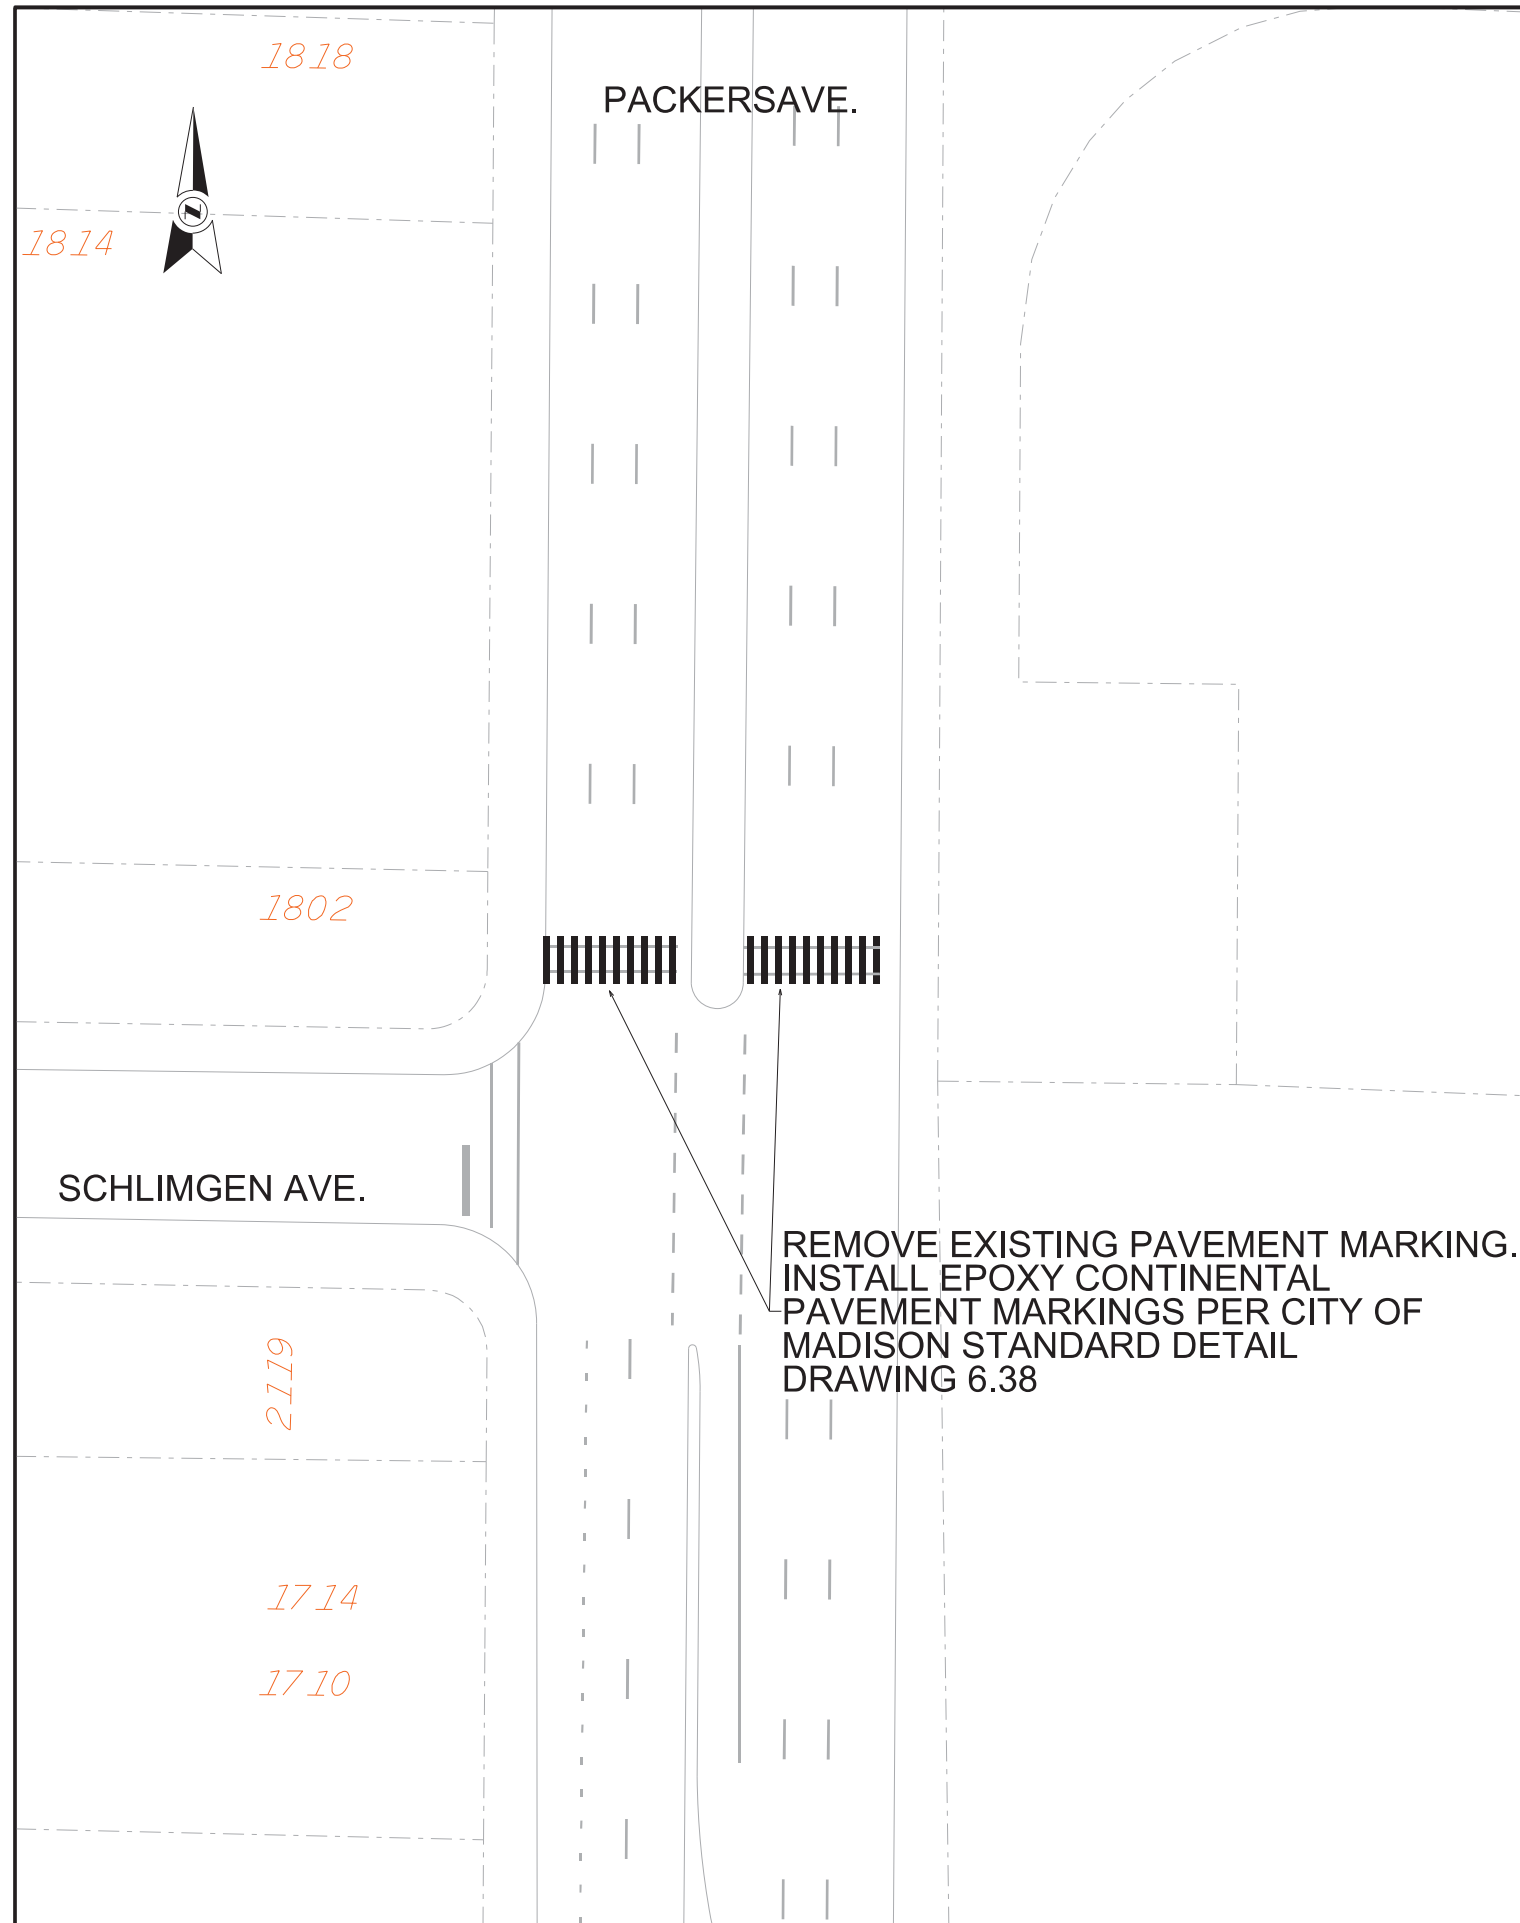 1818
PACKERSAVE.
N
1814
1802
SCHLIMGEN AVE.
REMOVE EXISTING PAVEMENT MARKING.
INSTALL EPOXY CONTINENTAL
PAVEMENT MARKINGS PER CITY OF
MADISON STANDARD DETAIL
DRAWING 6.38
2119
1714
1710